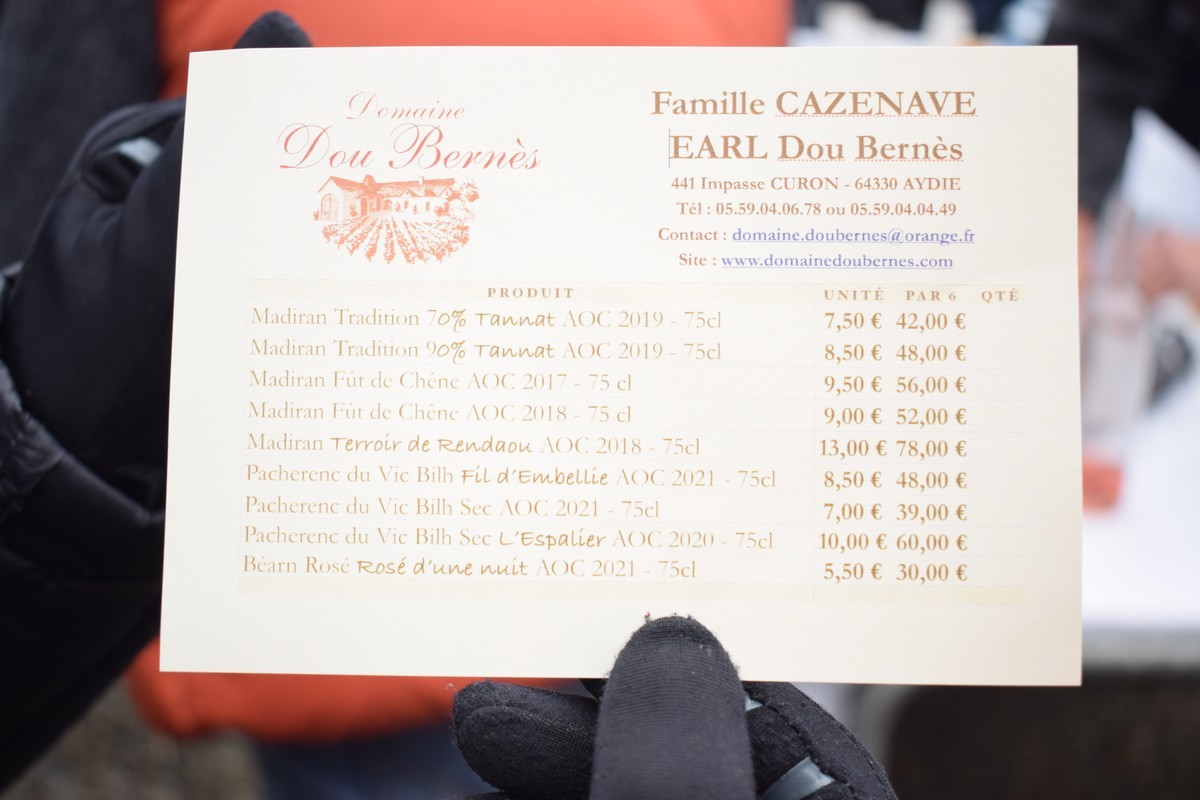 Domaine
Dou Bernès
Famille CAZENAVE
EARL Dou Bernès
441 Impasse CURON - 64330 AYDIE
Tél : 05.59.04.06.78 ou 05.59.04.04.49
Contact : domaine.doubernes@orange.fr
Site : www.domainedoubernes.com
PRODUIT UNITÉ PAR 6 QTÉ
Madiran Tradition 70% Tannat AOC 2019 - 75cl 7,50 € 42,00 €
Madiran Tradition 90% Tannat AOC 2019 - 75cl 8,50 € 48,00 €
Madiran Fût de Chêne AOC 2017 - 75 cl 9,50 € 56,00 €
Madiran Fût de Chêne AOC 2018 - 75 cl 9,00 € 52,00 €
Madiran Terroir de Rendaou AOC 2018 - 75cl 13,00 € 78,00 €
Pacherenc du Vic Bilh Fil d'Embellie AOC 2021 - 75cl 8,50 € 48,00 €
Pacherenc du Vic Bilh Sec AOC 2021 - 75cl 7,00 € 39,00 €
Pacherenc du Vic Bilh Sec L'Espalier AOC 2020 - 75cl 10,00 € 60,00 €
Béarn Rosé Rosé d'une nuit AOC 2021 - 75cl 5,50 € 30,00 €